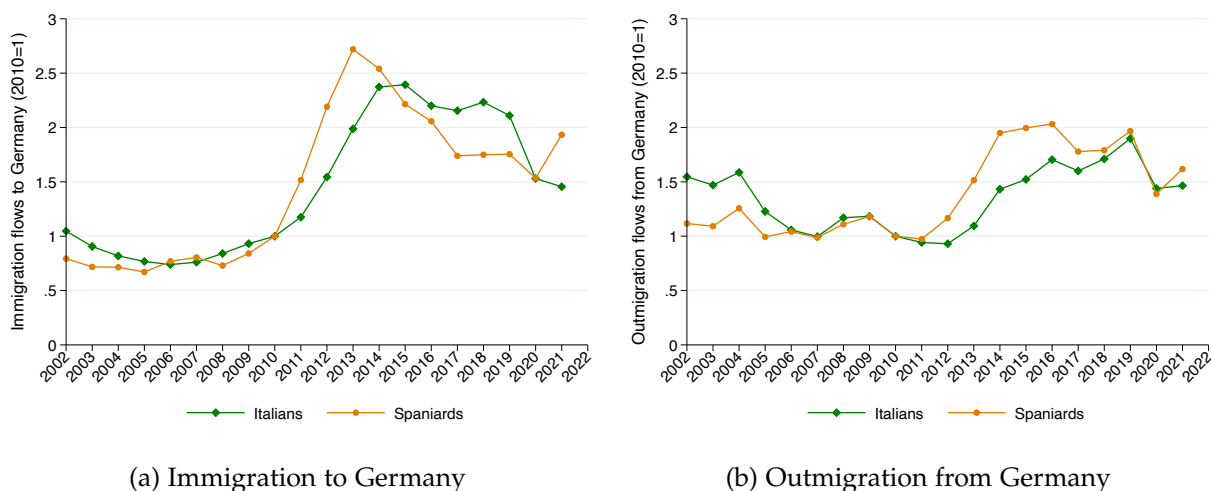 Immigration flows to Germany (2010=1)
3
2.5
2
1.5
1
.5
0
2002 2003 2004 2005 2006 2007 2008 2009 2010 2011 2012 2013 2014 2015 2016 2017 2018 2019 2020 2021 2022
Italians Spaniards
(a) Immigration to Germany
Outmigration flows from Germany (2010=1)
3
2.5
2
1.5
1
.5
0
2002 2003 2004 2005 2006 2007 2008 2009 2010 2011 2012 2013 2014 2015 2016 2017 2018 2019 2020 2021 2022
Italians Spaniards
(b) Outmigration from Germany